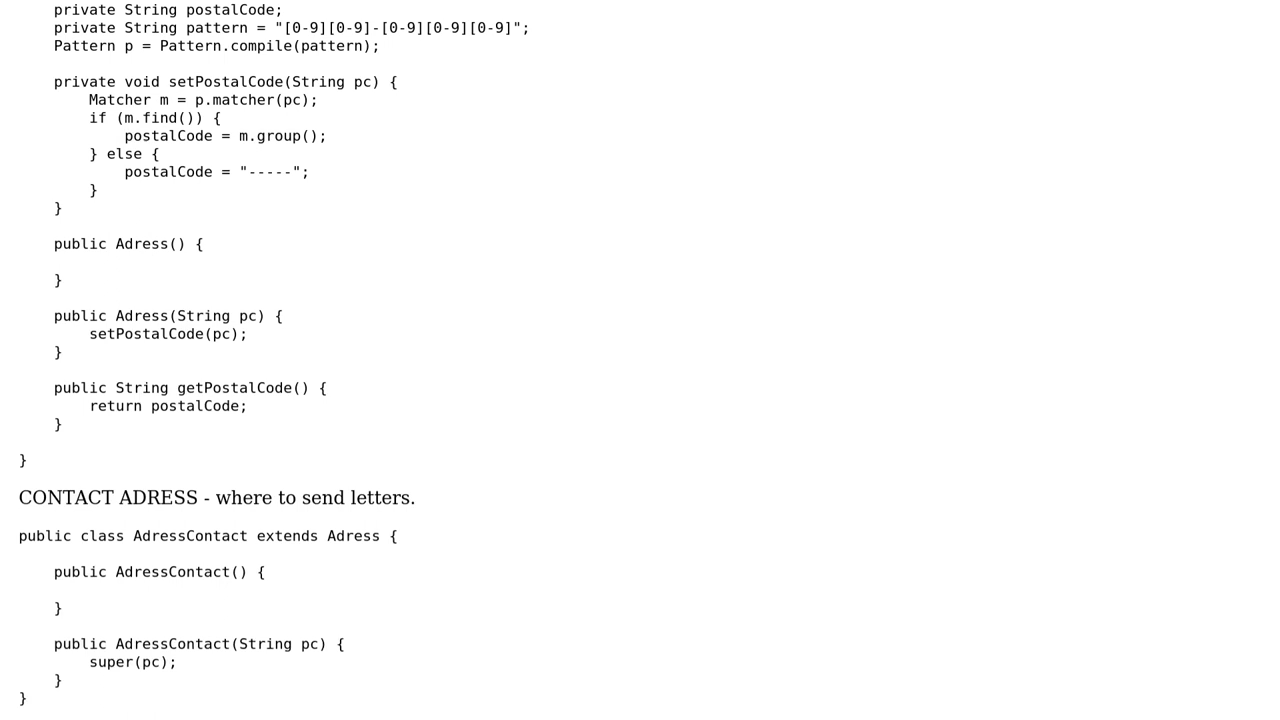 private String postalCode;
private String pattern = "[0-9][0-9]-[0-9][0-9][0-9]";
Pattern p = Pattern.compile(pattern);
private void setPostalCode(String pc) {
Matcher m = p.matcher(pc);
if (m.find()) {
postalCode = m.group();
} else {
postalCode = "-----";
}
}
public Adress() {
}
public Adress(String pc) {
setPostalCode(pc);
}
public String getPostalCode() {
return postalCode;
}
}
CONTACT ADRESS - where to send letters.
public class AdressContact extends Adress {
public AdressContact() {
}
public AdressContact(String pc) {
super(pc);
}
}